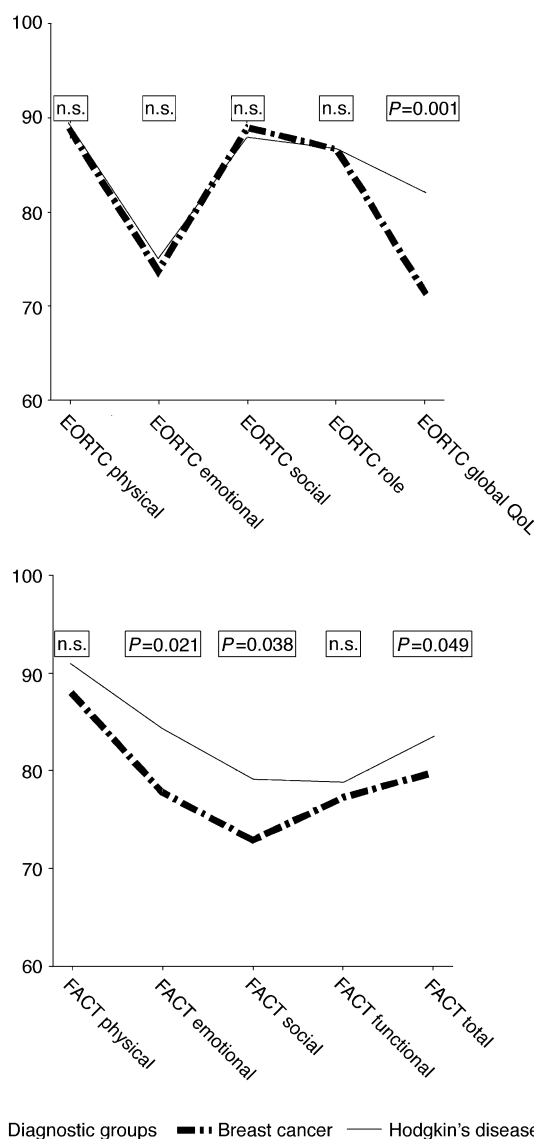 100
90
80
70
60
n.s.
n.s.
n.s.
n.s.
P=0.001
EORTC physical
EORTC emotional
EORTC social
EORTC role
EORTC global QoL
100
90
80
70
60
n.s.
P=0.021
P=0.038
n.s.
P=0.049
FACT physical
FACT emotional
FACT social
FACT functional
FACT total
Diagnostic groups Breast cancer Hodgkin's disease